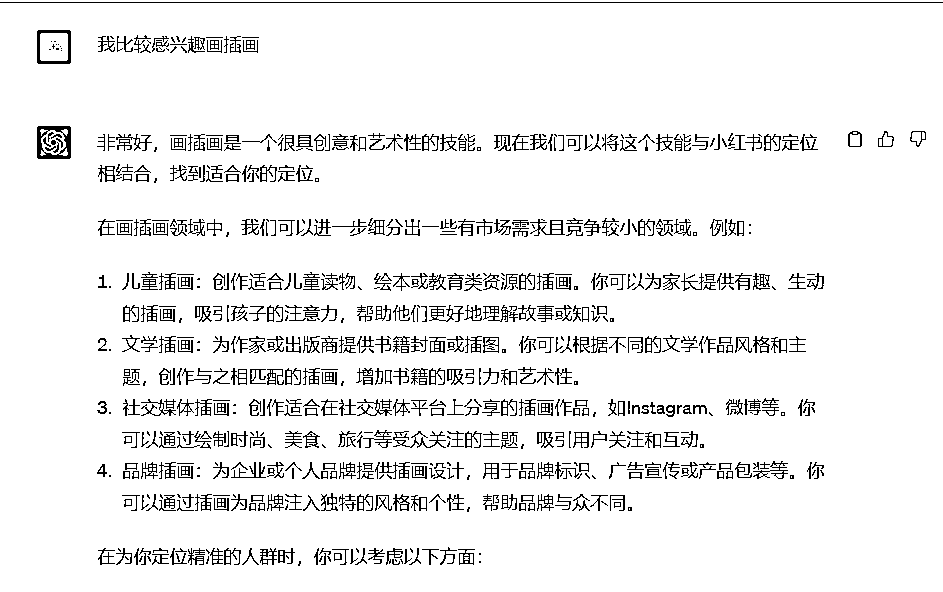 我比较感兴趣画插画
非常好，画插画是一个很具创意和艺术性的技能。现在我们可以将这个技能与小红书的定位
相结合，找到适合你的定位。
在画插画领域中，我们可以进一步细分出一些有市场需求且竞争较小的领域。例如：
1. 儿童插画：创作适合儿童读物、绘本或教育类资源的插画。你可以为家长提供有趣、生动
的插画，吸引孩子的注意力，帮助他们更好地理解故事或知识。
2. 文学插画：为作家或出版商提供书籍封面或插图。你可以根据不同的文学作品风格和主
题，创作与之相匹配的插画，增加书籍的吸引力和艺术性。
3. 社交媒体插画：创作适合在社交媒体平台上分享的插画作品，如Instagram、微博等。你
可以通过绘制时尚、美食、旅行等受众关注的主题，吸引用户关注和互动。
4. 品牌插画：为企业或个人品牌提供插画设计，用于品牌标识、广告宣传或产品包装等。你
可以通过插画为品牌注入独特的风格和个性，帮助品牌与众不同。
在为你定位精准的人群时，你可以考虑以下方面：